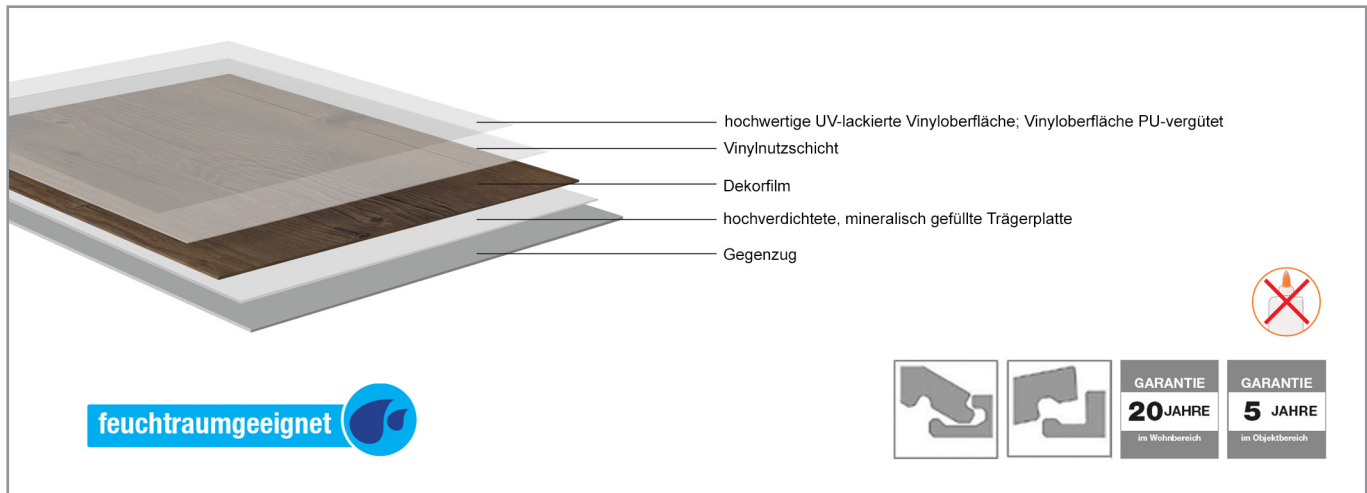 hochwertige UV-lackierte Vinyloberfläche; Vinyloberfläche PU-vergütet
Vinylnutzschicht
Dekorfilm
hochverdichtete, mineralisch gefüllte Trägerplatte
Gegenzug
feuchtraumgeeignet
GARANTIE
20 JAHRE
im Wohnbereich
GARANTIE
5 JAHRE
im Objektbereich